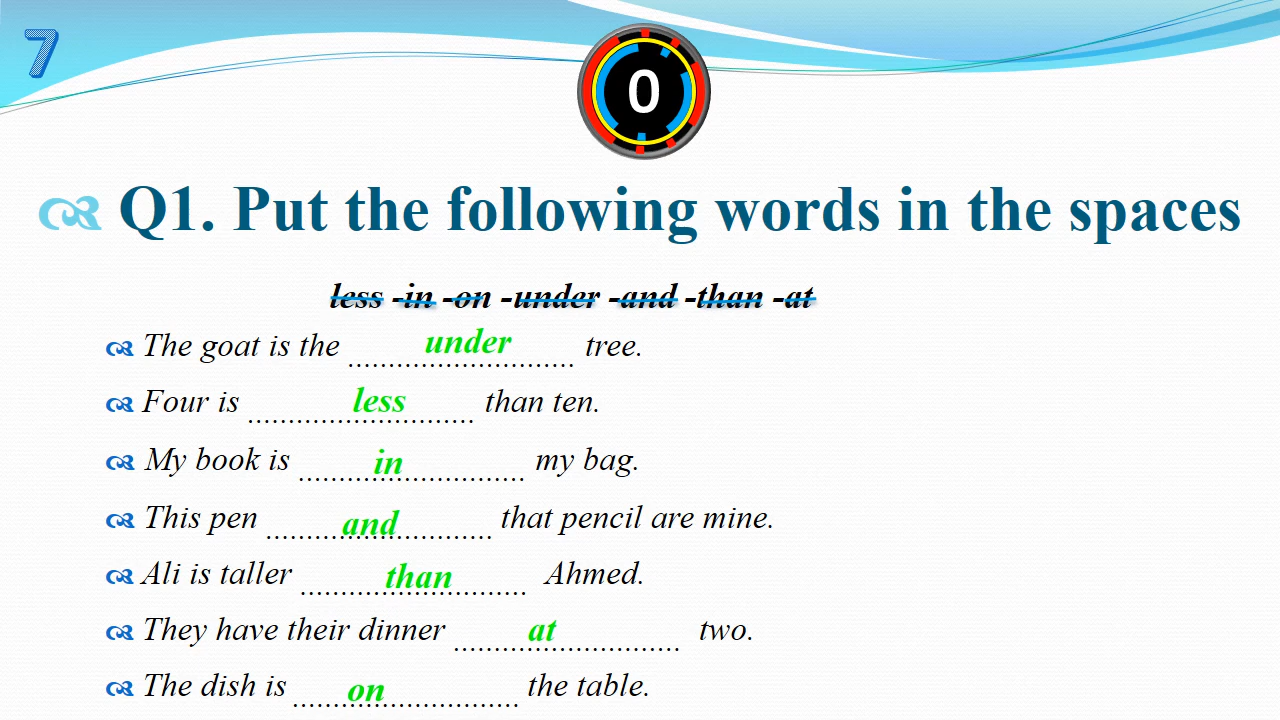 7
0
Q1. Put the following words in the spaces
less -in -on -under -and -than -at
The goat is the ............under............ tree.
Four is ............less............ than ten.
My book is ............in............ my bag.
This pen ............and............ that pencil are mine.
Ali is taller ............than............ Ahmed.
They have their dinner ............at............ two.
The dish is ............on............ the table.